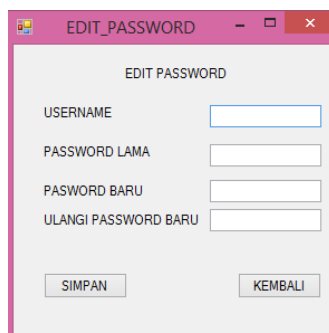 EDIT_PASSWORD
EDIT PASSWORD
USERNAME
PASSWORD LAMA
PASWORD BARU
ULANGI PASSWORD BARU
SIMPAN KEMBALI